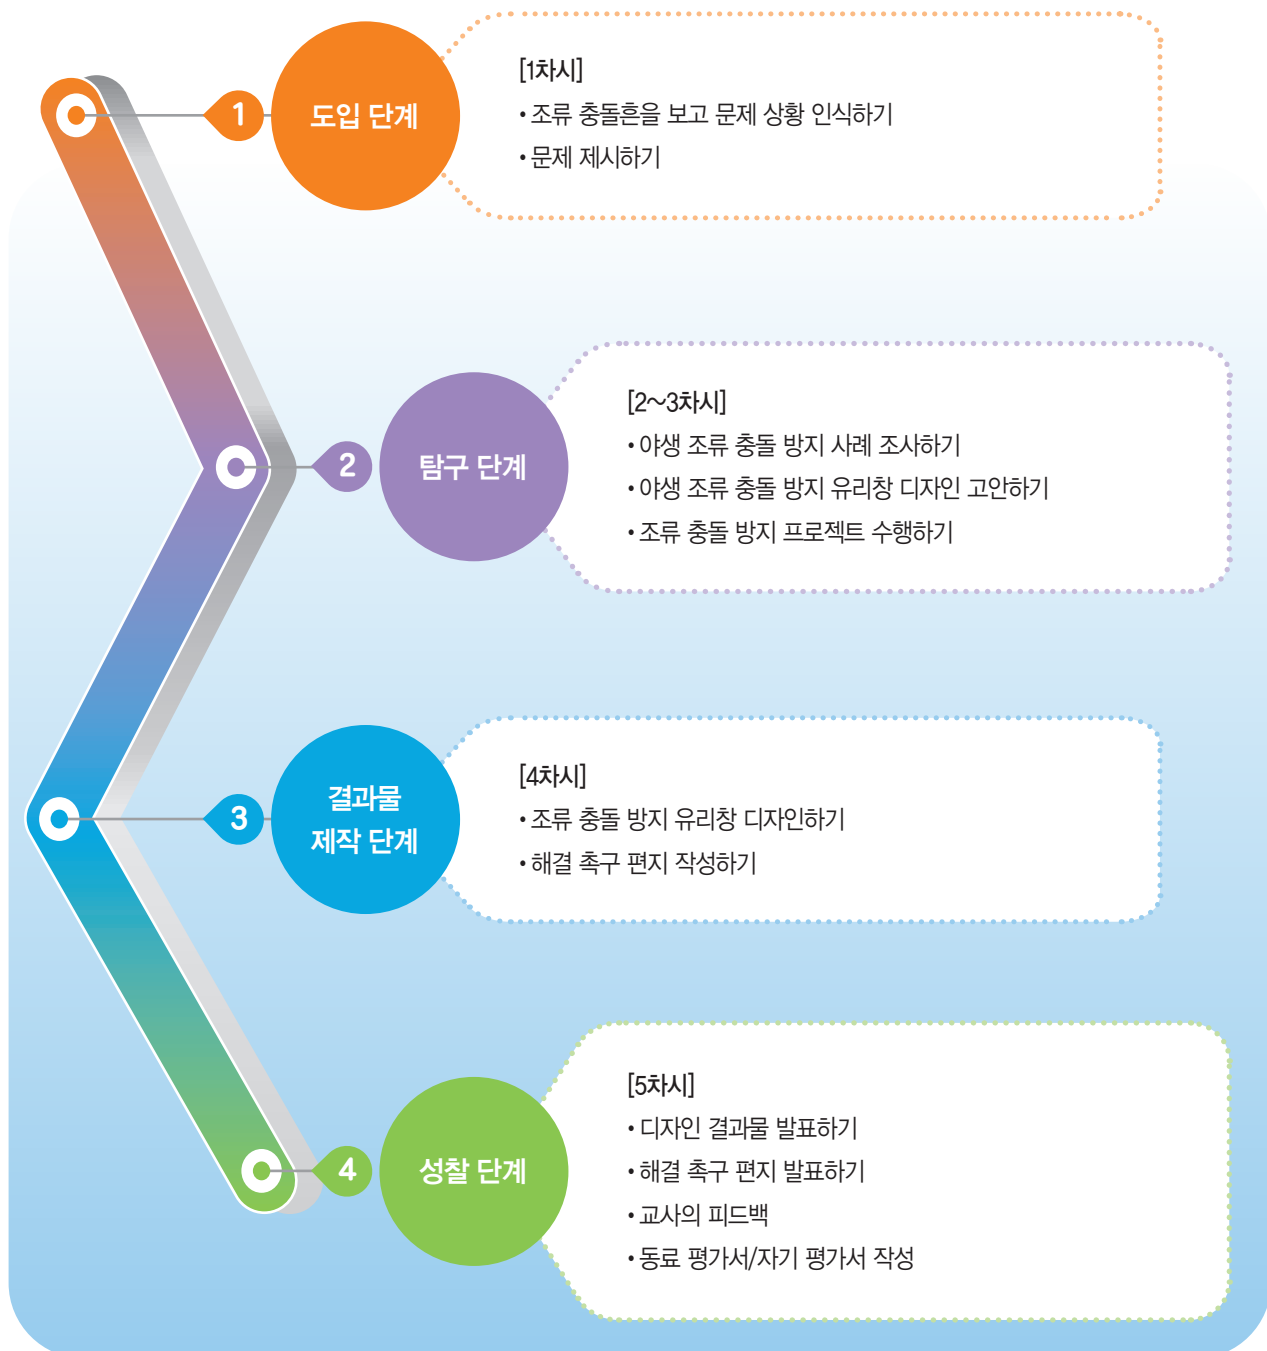 1
도입 단계
[1차시]
• 조류 충돌흔을 보고 문제 상황 인식하기
• 문제 제시하기
2
탐구 단계
[2~3차시]
• 야생 조류 충돌 방지 사례 조사하기
• 야생 조류 충돌 방지 유리창 디자인 고안하기
• 조류 충돌 방지 프로젝트 수행하기
3
결과물
제작 단계
[4차시]
• 조류 충돌 방지 유리창 디자인하기
• 해결 촉구 편지 작성하기
4
성찰 단계
[5차시]
• 디자인 결과물 발표하기
• 해결 촉구 편지 발표하기
• 교사의 피드백
• 동료 평가서/자기 평가서 작성